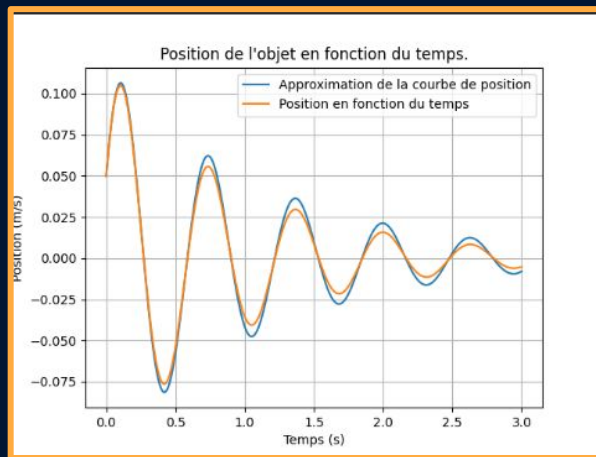 Position de l'objet en fonction du temps.
Approximation de la courbe de position
Position en fonction du temps
Position (m/s)
0.100
0.075
0.050
0.025
0.000
−0.025
−0.050
−0.075
0.0 0.5 1.0 1.5 2.0 2.5 3.0
Temps (s)